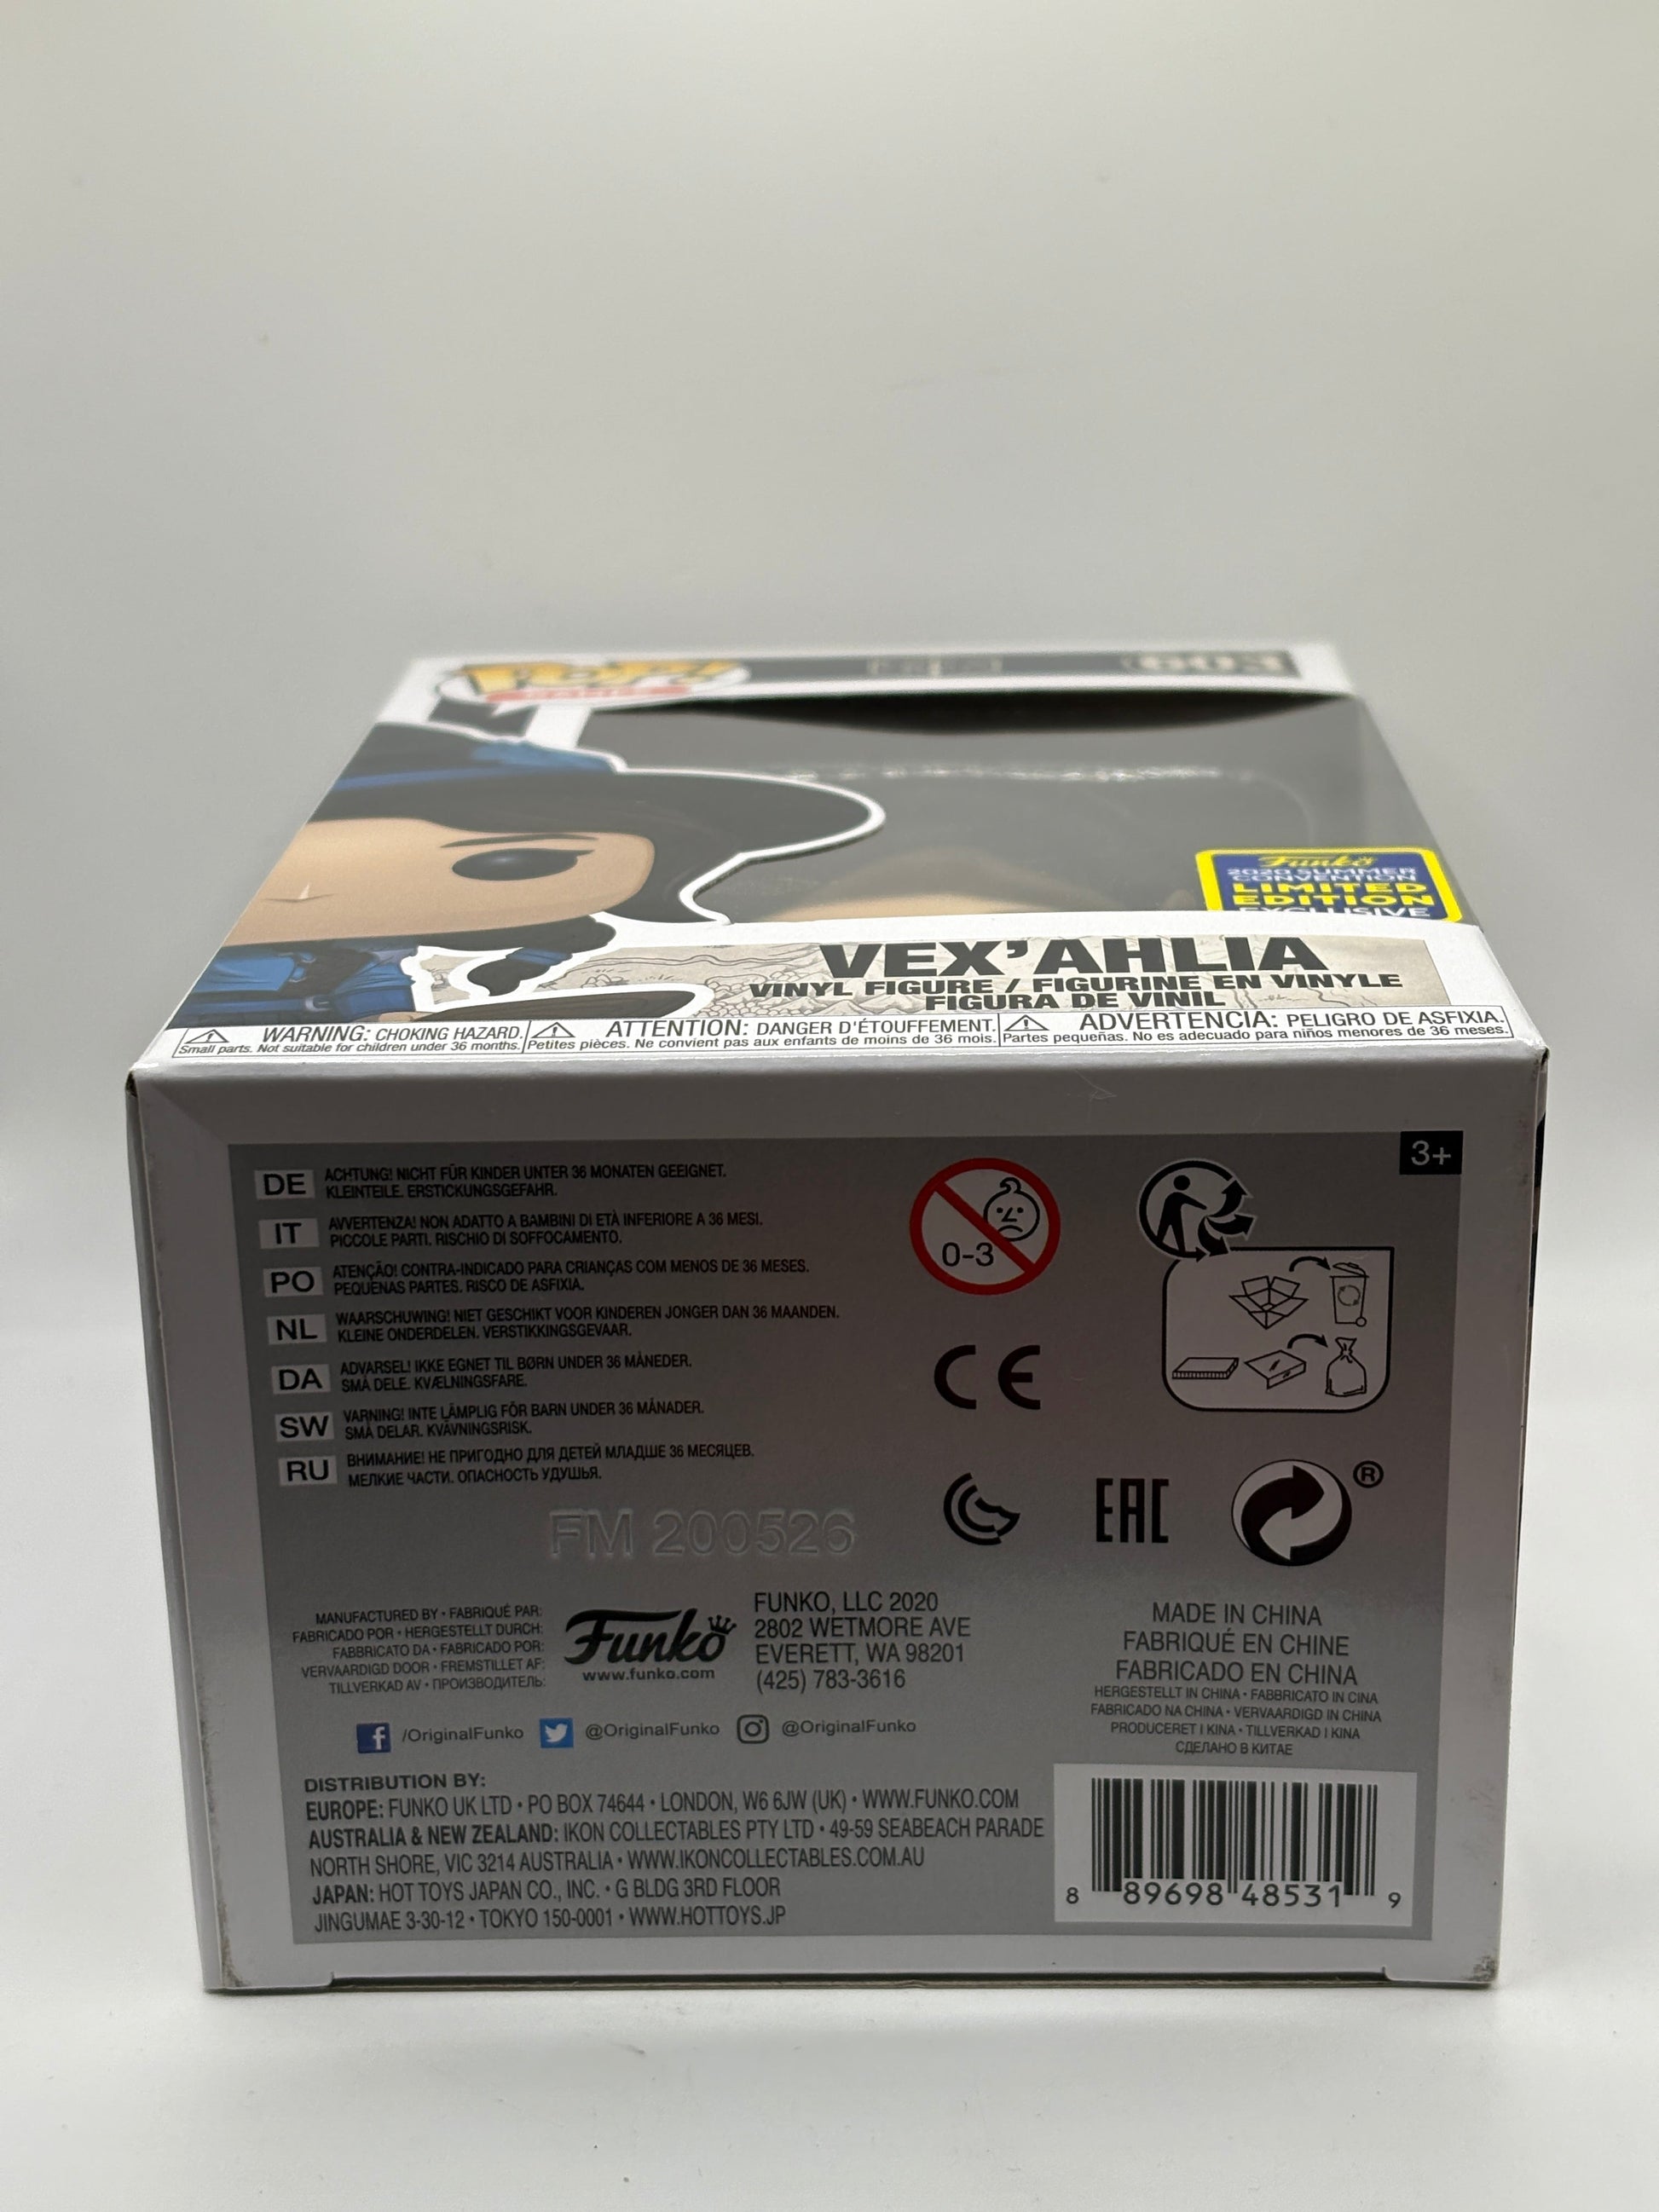 POP!
GAMES
603
Funko
2020 SUMMER
CONVENTION
LIMITED
EDITION
EXCLUSIVE
VEX'AHLIA
VINYL FIGURE / FIGURINE EN VINYLE
FIGURA DE VINIL
WARNING: CHOKING HAZARD.
Small parts. Not suitable for children under 36 months.
ATTENTION: DANGER D'ÉTOUFFEMENT.
Petites pièces. Ne convient pas aux enfants de moins de 36 mois.
ADVERTENCIA: PELIGRO DE ASFIXIA.
Partes pequeñas. No es adecuado para niños menores de 36 meses.
3+
DE ACHTUNG! NICHT FÜR KINDER UNTER 36 MONATEN GEEIGNET.
KLEINTEILE. ERSTICKUNGSGEFAHR.
IT AVVERTENZA! NON ADATTO A BAMBINI DI ETÀ INFERIORE A 36 MESI.
PICCOLE PARTI. RISCHIO DI SOFFOCAMENTO.
PO ATENÇÃO! CONTRA-INDICADO PARA CRIANÇAS COM MENOS DE 36 MESES.
PEQUENAS PARTES. RISCO DE ASFIXIA.
NL WAARSCHUWING! NIET GESCHIKT VOOR KINDEREN JONGER DAN 36 MAANDEN.
KLEINE ONDERDELEN. VERSTIKKINGSGEVAAR.
DA ADVARSEL! IKKE EGNET TIL BØRN UNDER 36 MÅNEDER.
SMÅ DELE. KVÆLNINGSFARE.
SW VARNING! INTE LÄMPLIG FÖR BARN UNDER 36 MÅNADER.
SMÅ DELAR. KVÄVNINGSRISK.
RU ВНИМАНИЕ! НЕ ПРИГОДНО ДЛЯ ДЕТЕЙ МЛАДШЕ 36 МЕСЯЦЕВ.
МЕЛКИЕ ЧАСТИ. ОПАСНОСТЬ УДУШЬЯ.
0-3
CE
EAC
®
FM 200526
MANUFACTURED BY • FABRIQUÉ PAR:
FABRICADO POR • HERGESTELLT DURCH:
FABBRICATO DA • FABRICADO POR:
VERVAARDIGD DOOR • FREMSTILLET AF:
TILLVERKAD AV • ПРОИЗВОДИТЕЛЬ:
Funko
www.funko.com
FUNKO, LLC 2020
2802 WETMORE AVE
EVERETT, WA 98201
(425) 783-3616
MADE IN CHINA
FABRIQUÉ EN CHINE
FABRICADO EN CHINA
HERGESTELLT IN CHINA • FABBRICATO IN CINA
FABRICADO NA CHINA • VERVAARDIGD IN CHINA
PRODUCERET I KINA • TILLVERKAD I KINA
СДЕЛАНО В КИТАЕ
f /OriginalFunko @OriginalFunko @OriginalFunko
DISTRIBUTION BY:
EUROPE: FUNKO UK LTD • PO BOX 74644 • LONDON, W6 6JW (UK) • WWW.FUNKO.COM
AUSTRALIA & NEW ZEALAND: IKON COLLECTABLES PTY LTD • 49-59 SEABEACH PARADE
NORTH SHORE, VIC 3214 AUSTRALIA • WWW.IKONCOLLECTABLES.COM.AU
JAPAN: HOT TOYS JAPAN CO., INC. • G BLDG 3RD FLOOR
JINGUMAE 3-30-12 • TOKYO 150-0001 • WWW.HOTTOYS.JP
8 89698 48531 9